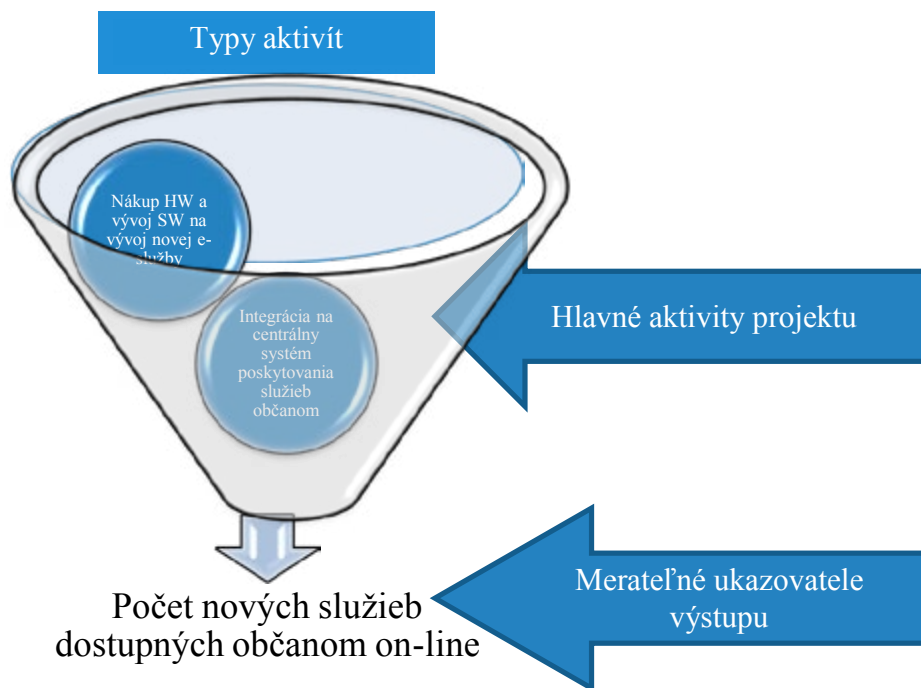 Typy aktivít
Nákup HW a
vývoj SW na
vývoj novej e-
služby
Integrácia na
centrálny
systém
poskytovania
služieb
občanom
Hlavné aktivity projektu
Merateľné ukazovatele
výstupu
Počet nových služieb
dostupných občanom on-line